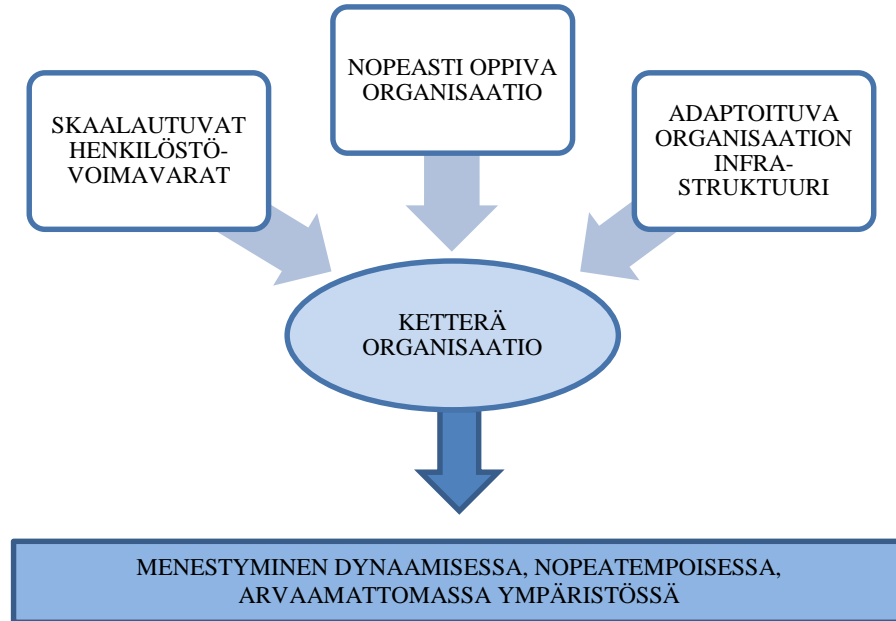 SKAALAUTUVAT
HENKILÖSTÖ-
VOIMAVARAT
NOPEASTI OPPIVA
ORGANISAATIO
ADAPTOITUVA
ORGANISAATION
INFRA-
STRUKTUURI
KETTERÄ
ORGANISAATIO
MENESTYMINEN DYNAAMISESSA, NOPEATEMPOISESSA,
ARVAAMATTOMASSA YMPÄRISTÖSSÄ